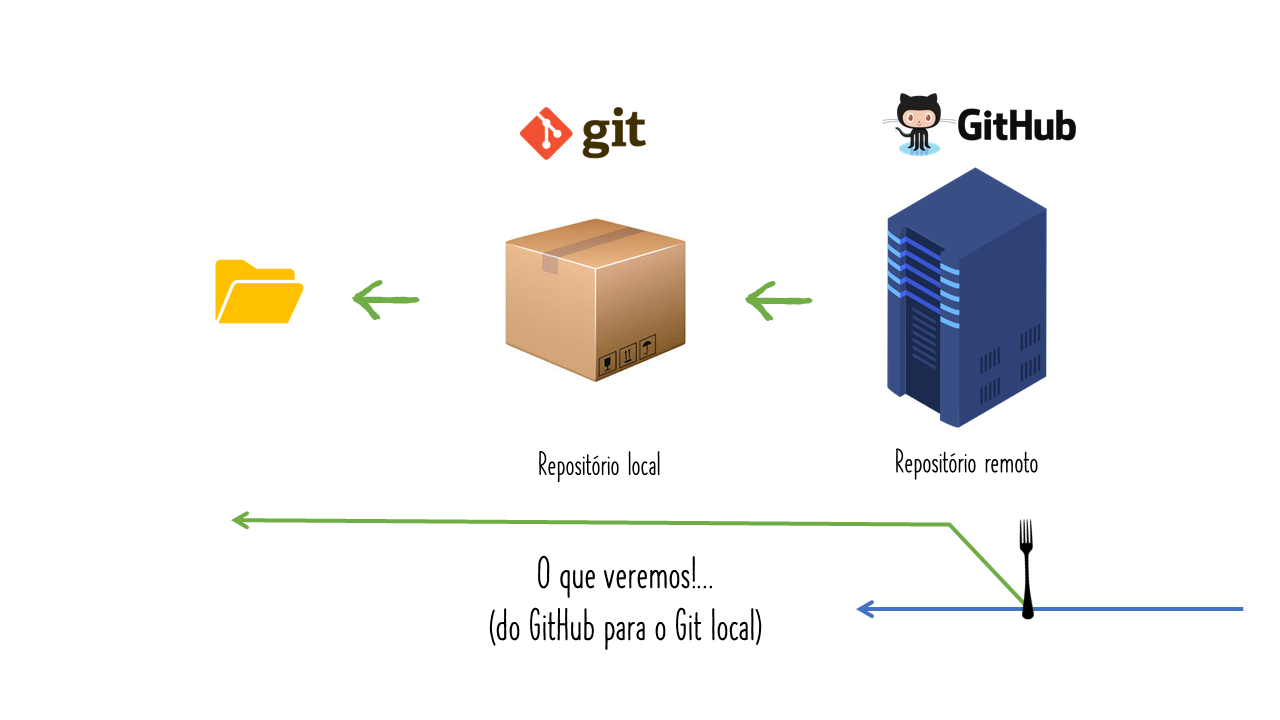 git
GitHub
Repositório local
Repositório remoto
O que veremos!...
(do GitHub para o Git local)